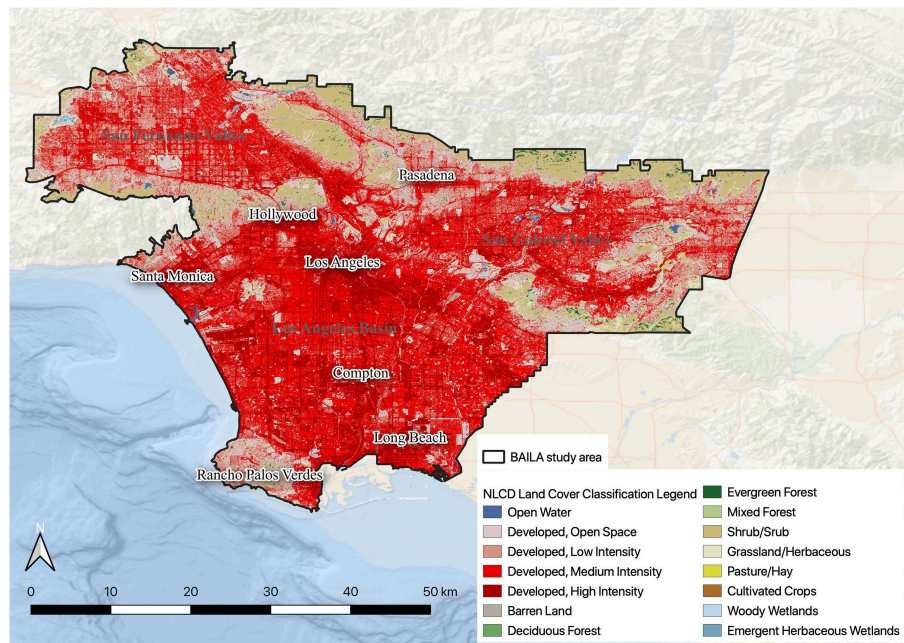 San Fernando Valley
Pasadena
Hollywood
San Gabriel Valley
Los Angeles
Santa Monica
Los Angeles Basin
Compton
Long Beach
Rancho Palos Verdes
BAILA study area
NLCD Land Cover Classification Legend
Open Water
Developed, Open Space
Developed, Low Intensity
Developed, Medium Intensity
Developed, High Intensity
Barren Land
Deciduous Forest
Evergreen Forest
Mixed Forest
Shrub/Srub
Grassland/Herbaceous
Pasture/Hay
Cultivated Crops
Woody Wetlands
Emergent Herbaceous Wetlands
N
0 10 20 30 40 50 km